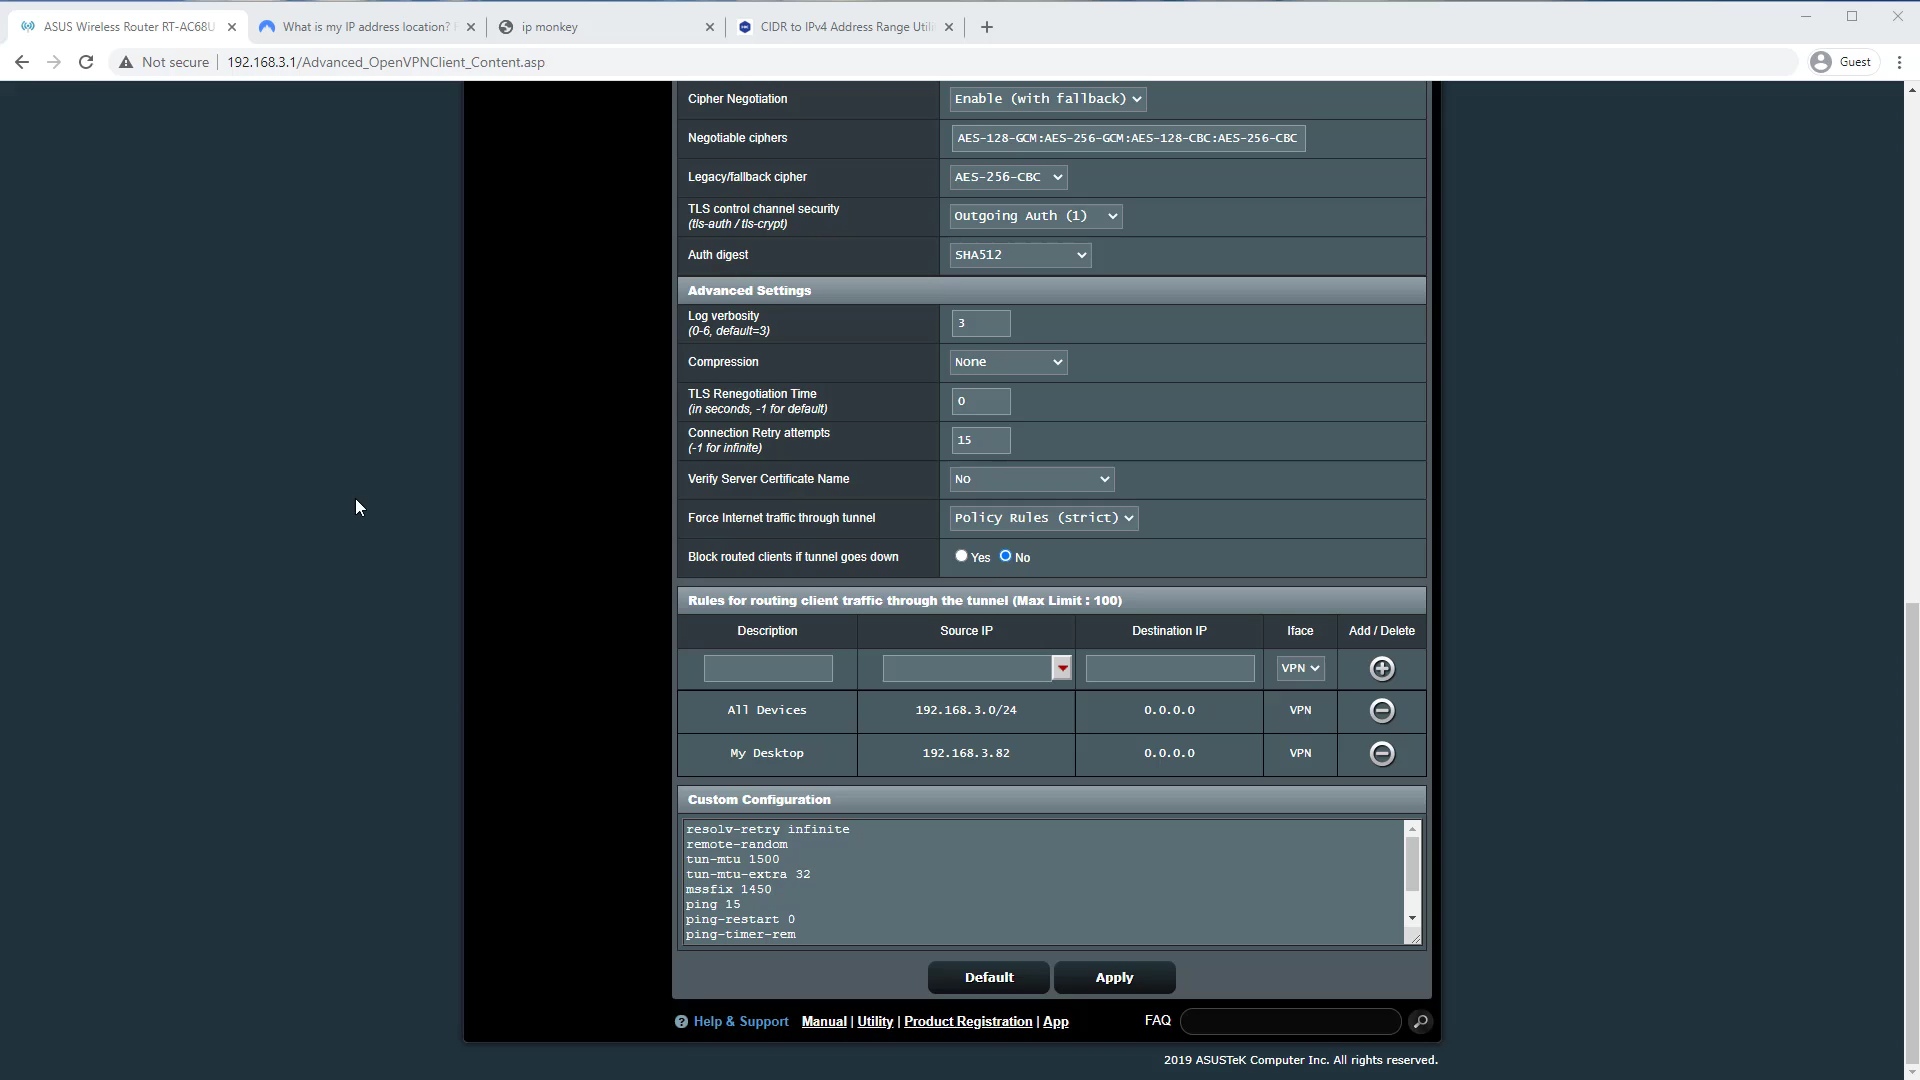 ASUS Wireless Router RT-AC68U
What is my IP address location?
ip monkey
CIDR to IPv4 Address Range Utili
Not secure
192.168.3.1/Advanced_OpenVPNClient_Content.asp
Guest
Cipher Negotiation
Enable (with fallback)
Negotiable ciphers
AES-128-GCM:AES-256-GCM:AES-128-CBC:AES-256-CBC
Legacy/fallback cipher
AES-256-CBC
TLS control channel security
(tls-auth / tls-crypt)
Outgoing Auth (1)
Auth digest
SHA512
Advanced Settings
Log verbosity
(0-6, default=3)
3
Compression
None
TLS Renegotiation Time
(in seconds, -1 for default)
0
Connection Retry attempts
(-1 for infinite)
15
Verify Server Certificate Name
No
Force Internet traffic through tunnel
Policy Rules (strict)
Block routed clients if tunnel goes down
Yes No
Rules for routing client traffic through the tunnel (Max Limit : 100)
Description Source IP Destination IP Iface Add / Delete
VPN
All Devices 192.168.3.0/24 0.0.0.0 VPN
My Desktop 192.168.3.82 0.0.0.0 VPN
Custom Configuration
resolv-retry infinite
remote-random
tun-mtu 1500
tun-mtu-extra 32
mssfix 1450
ping 15
ping-restart 0
ping-timer-rem
Default Apply
? Help & Support Manual | Utility | Product Registration | App FAQ
2019 ASUSTeK Computer Inc. All rights reserved.